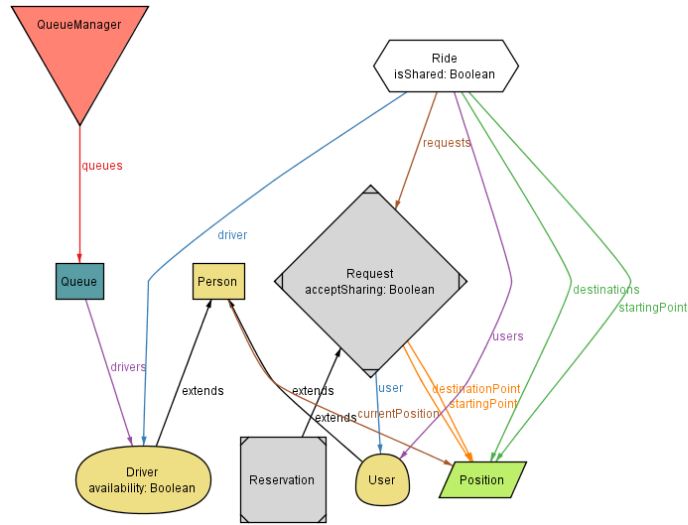 QueueManager
Ride
isShared: Boolean
requests
queues
driver
Queue
Person
Request
acceptSharing: Boolean
destinations
startingPoint
users
drivers
extends
extends
extends
user
destinationPoint
startingPoint
currentPosition
Driver
availability: Boolean
Reservation
User
Position